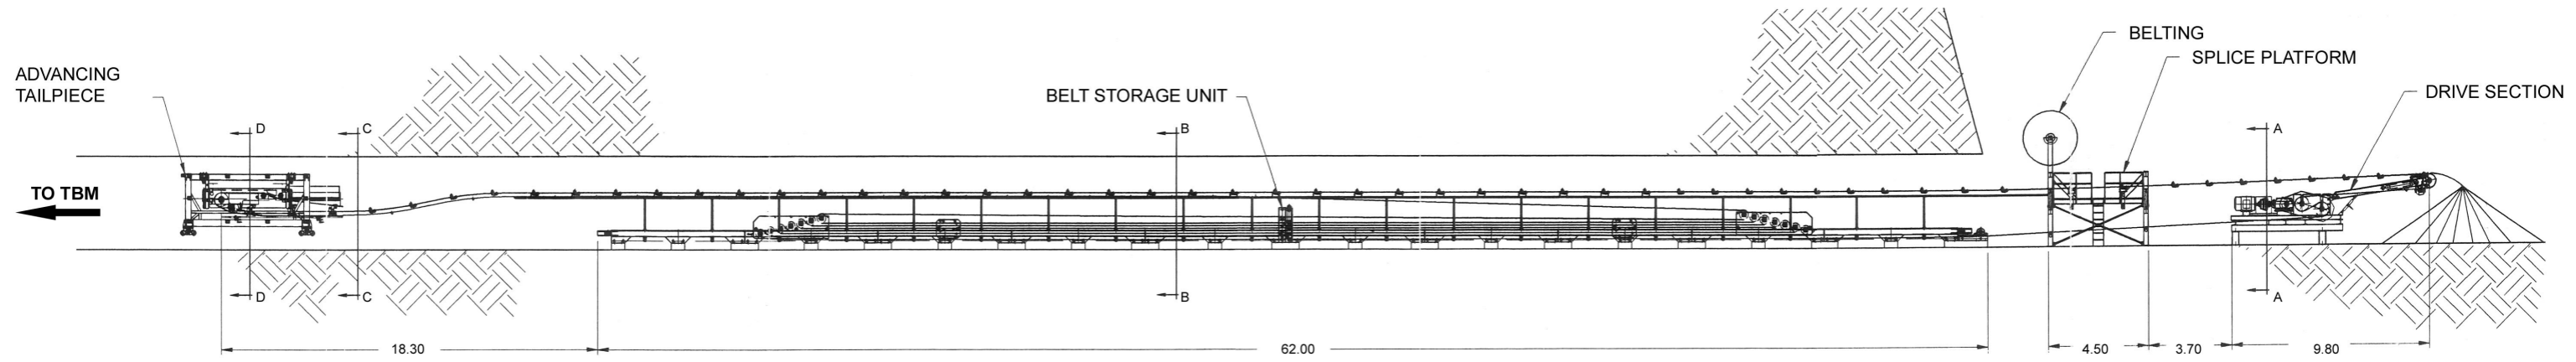 BELTING
SPLICE PLATFORM
ADVANCING
TAILPIECE
BELT STORAGE UNIT
DRIVE SECTION
D
C
B
A
TO TBM
D
C
B
A
18.30
62.00
4.50
3.70
9.80